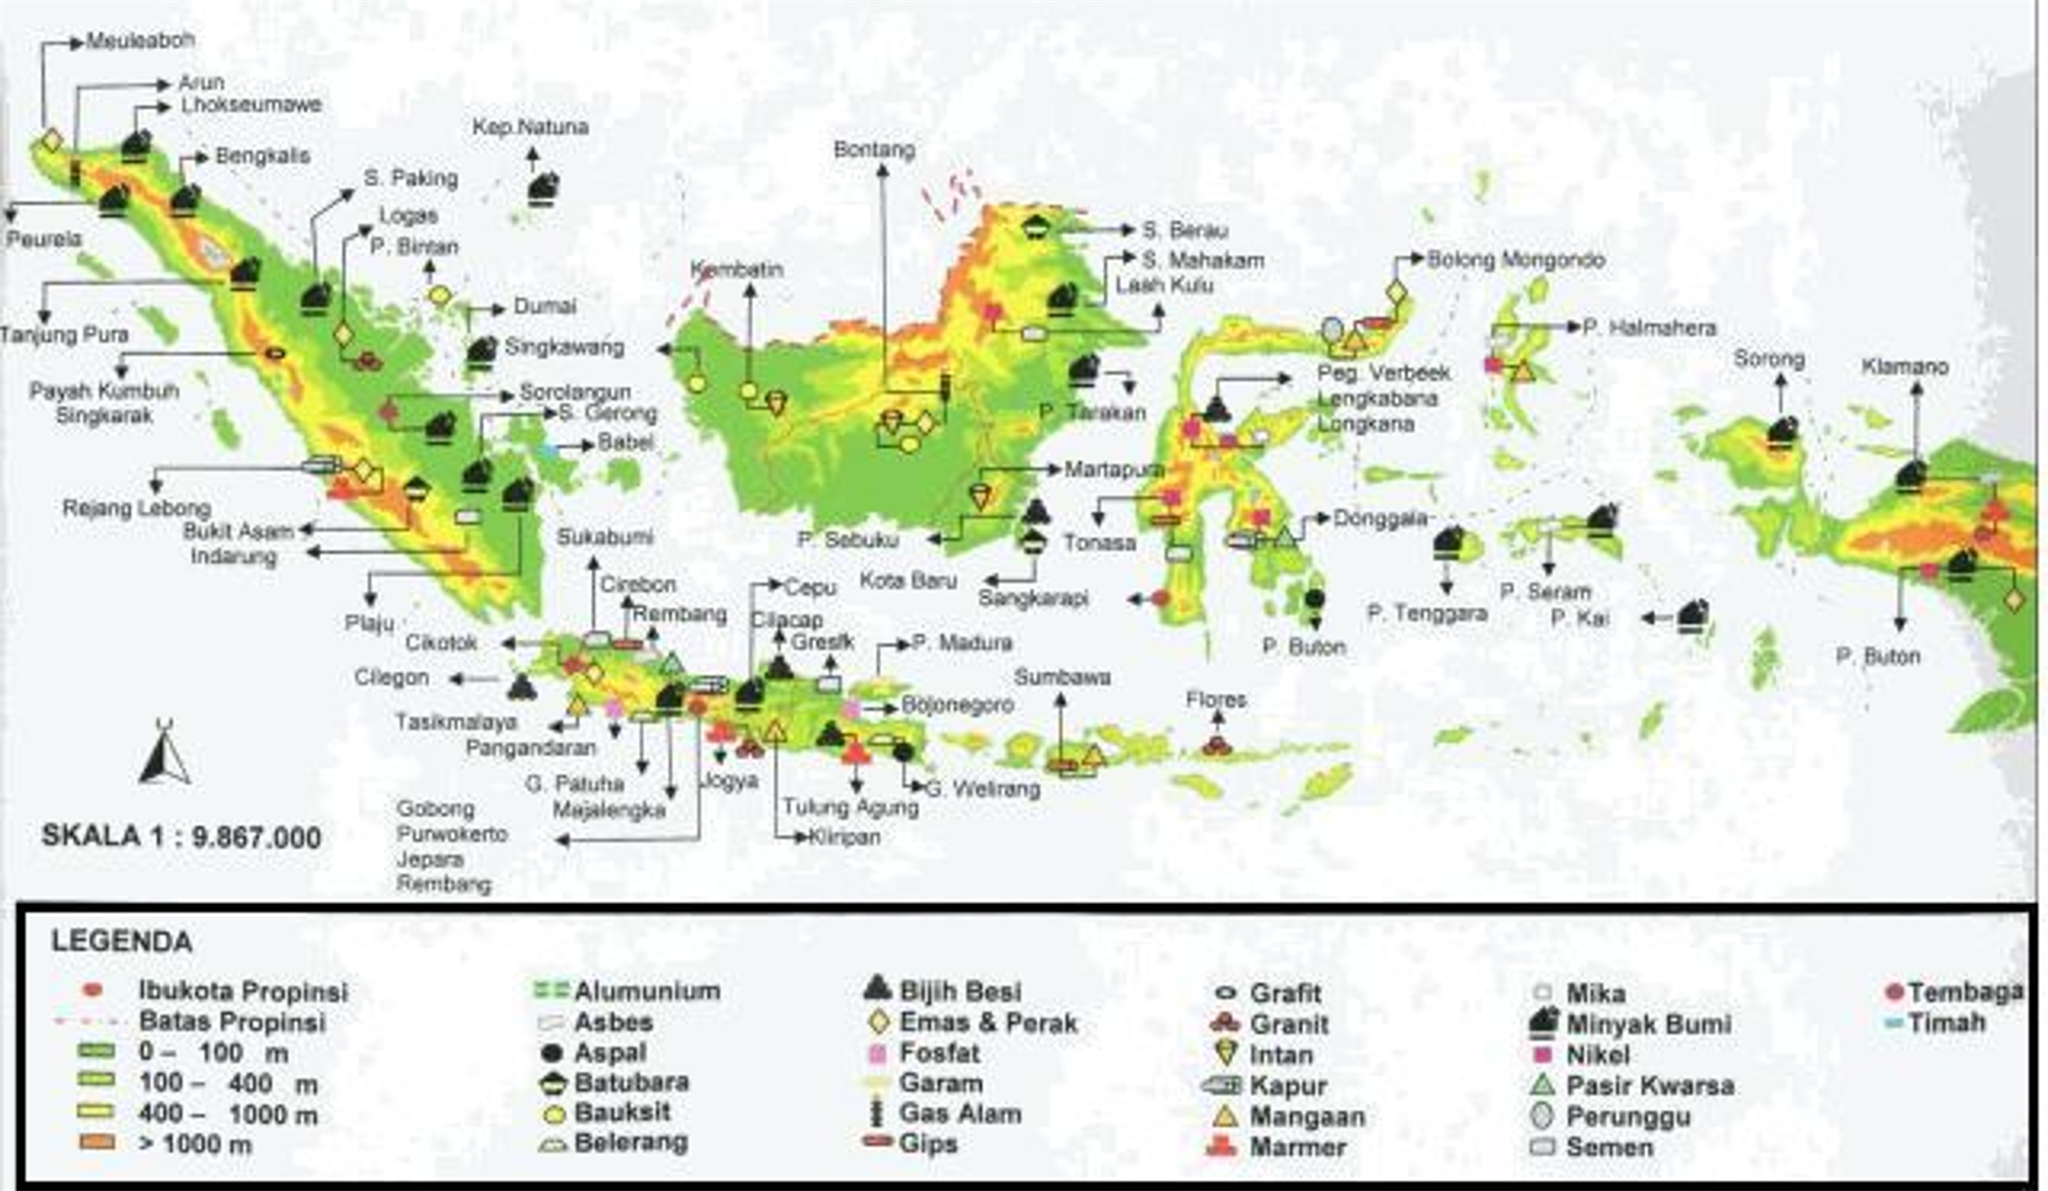 Meuleaboh
Arun
Lhokseumawe
Bengkalis
Kep.Natuna
S. Paking
Logas
P. Bintan
Peurela
Tanjung Pura
Dumai
Singkawang
Payah Kumbuh
Singkarak
Sorolangun
S. Gerong
Babel
Rejang Lebong
Bukit Asam
Indarung
Plaju
Bontang
Kembatin
S. Berau
S. Mahakam
Laah Kulu
P. Tarakan
Martapura
P. Sebuku
Kota Baru
Bolong Mongondo
Peg. Verbeek
Lengkabana
Longkana
Tonasa
Donggala
Sangkarapi
P. Buton
P. Halmahera
Sorong
Klamano
P. Tenggara
P. Seram
P. Kai
P. Buton
Sukabumi
Cirebon
Rembang
Cepu
Cilacap
Gresik
P. Madura
Cikotok
Cilegon
Tasikmalaya
Pangandaran
G. Patuha
Majalengka
Jogya
Bojonegoro
G. Welirang
Tulung Agung
Kliripan
Sumbawa
Flores
Gobong
Purwokerto
Jepara
Rembang
SKALA 1 : 9.867.000
LEGENDA
Ibukota Propinsi
Batas Propinsi
0 – 100 m
100 – 400 m
400 – 1000 m
> 1000 m
Alumunium
Asbes
Aspal
Batubara
Bauksit
Belerang
Bijih Besi
Emas & Perak
Fosfat
Garam
Gas Alam
Gips
Grafit
Granit
Intan
Kapur
Mangaan
Marmer
Mika
Minyak Bumi
Nikel
Pasir Kwarsa
Perunggu
Semen
Tembaga
Timah